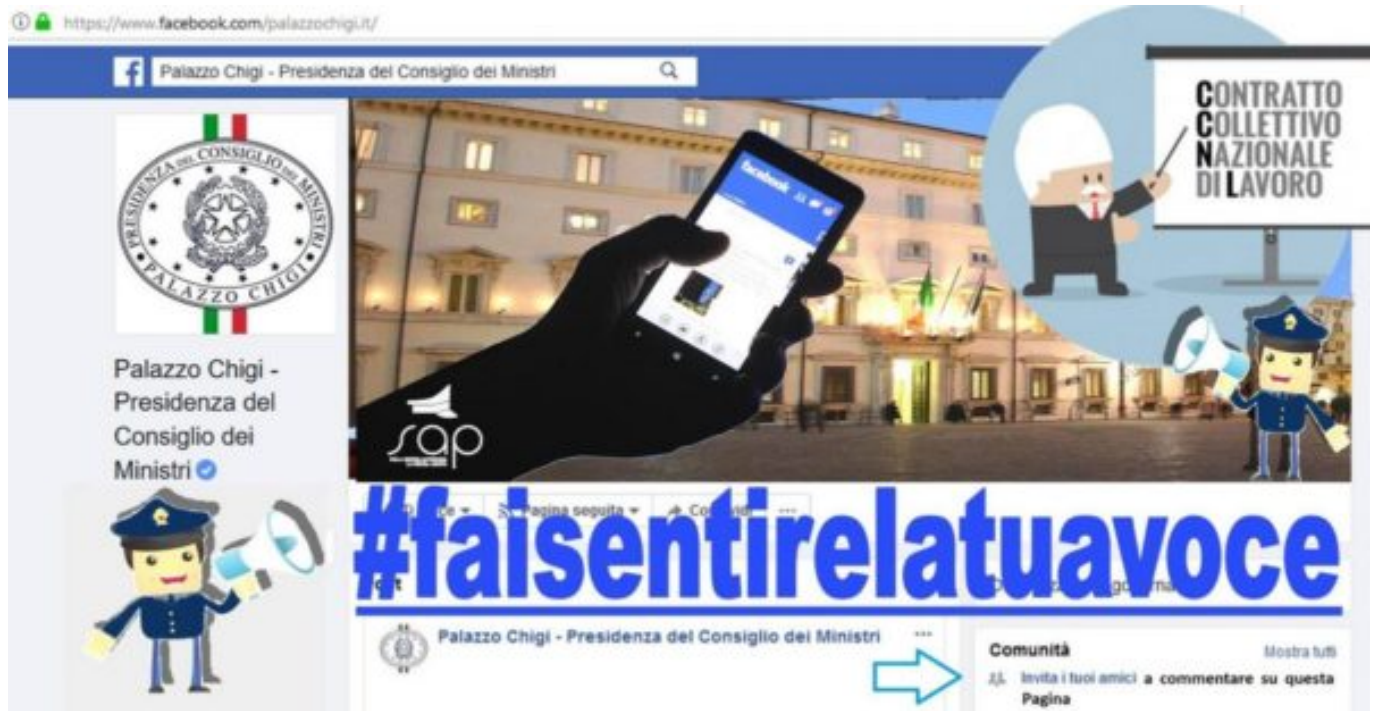 https://www.facebook.com/palazzochigi.it/
Palazzo Chigi - Presidenza del Consiglio dei Ministri
PRESIDENZA DEL CONSIGLIO DEI MINISTRI
PALAZZO CHIGI
facebook
CONTRATTO
COLLETTIVO
NAZIONALE
DI LAVORO
sap
Palazzo Chigi -
Presidenza del
Consiglio dei
Ministri
Pagina seguita
#faisentirelatuavoce
Palazzo Chigi - Presidenza del Consiglio dei Ministri
Comunità
Mostra tutti
Invita i tuoi amici a commentare su questa
Pagina